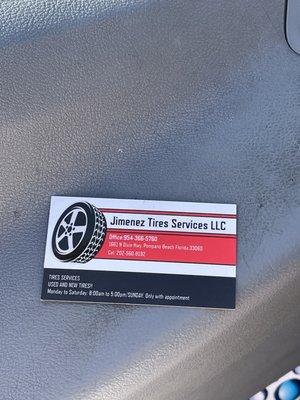 Jimenez Tires Services LLC
Office:954-366-5760
1661 N Dixie Hwy. Pompano Beach Florida 33060
Cel: 202-560.8192
TIRES SERVICES
USED AND NEW TIRES!!
Monday to Saturday: 8:00am to 5:00pm/SUNDAY. Only with appointment